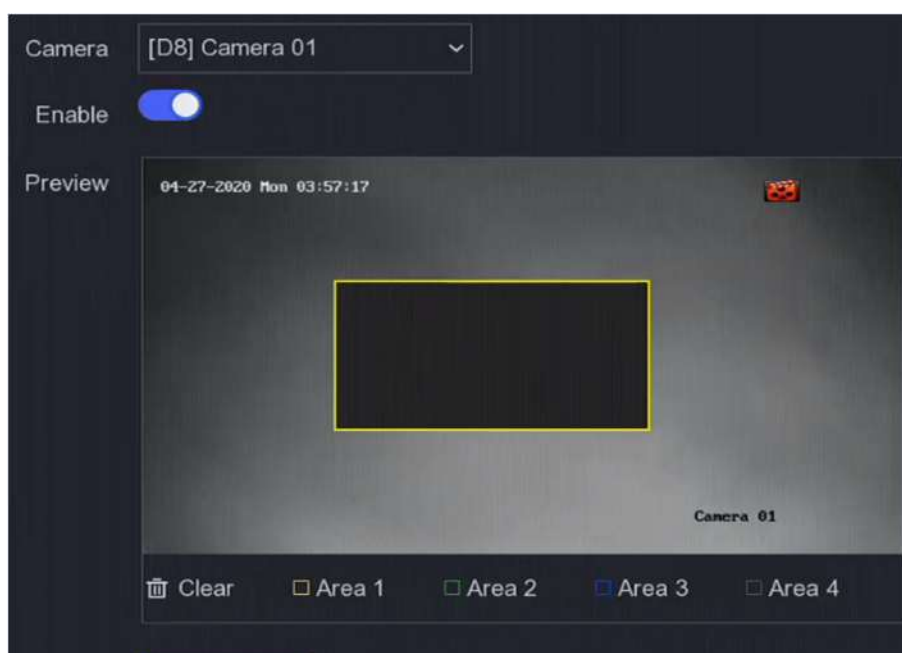 Camera [D8] Camera 01
Enable
Preview
04-27-2020 Mon 03:57:17
Camera 01
Clear Area 1 Area 2 Area 3 Area 4